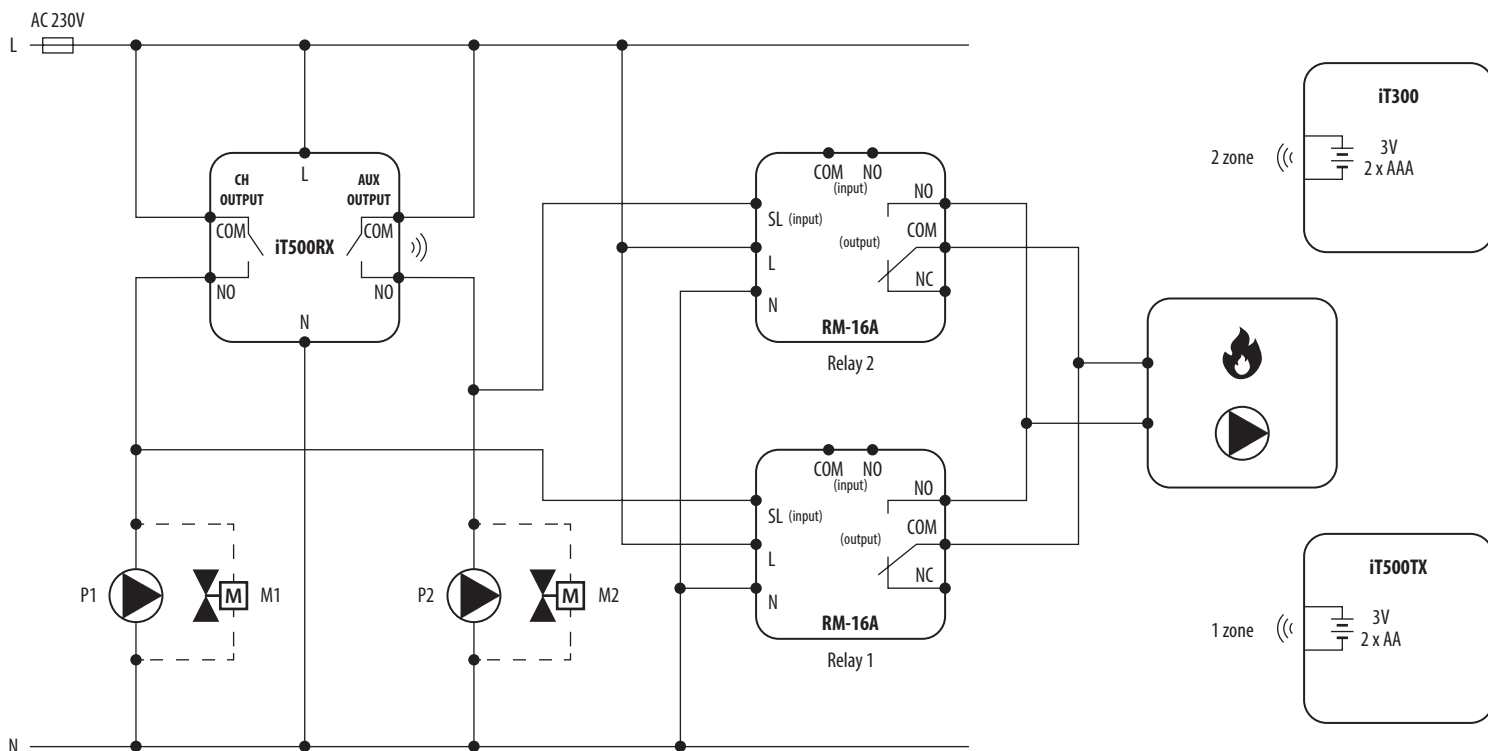 AC 230V
L
CH
OUTPUT
L
AUX
OUTPUT
COM
iT500RX
COM
NO
NO
N
COM NO
(input)
NO
SL (input)
COM
(output)
L
NC
N
RM-16A
Relay 2
COM NO
(input)
NO
SL (input)
COM
(output)
L
NC
N
RM-16A
Relay 1
iT300
2 zone
3V
2 x AAA
iT500TX
1 zone
3V
2 x AA
P1
M
M1
P2
M
M2
N